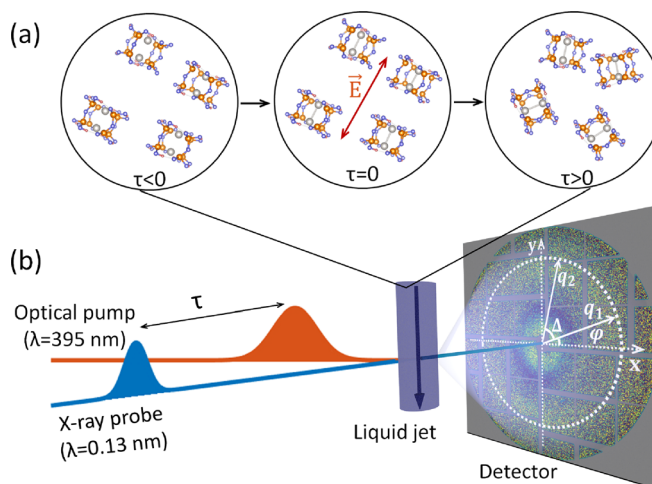 (a)
E
τ<0
τ=0
τ>0
(b)
y
q₂
q₁
Δ
φ
x
τ
Optical pump
(λ=395 nm)
X-ray probe
(λ=0.13 nm)
Liquid jet
Detector